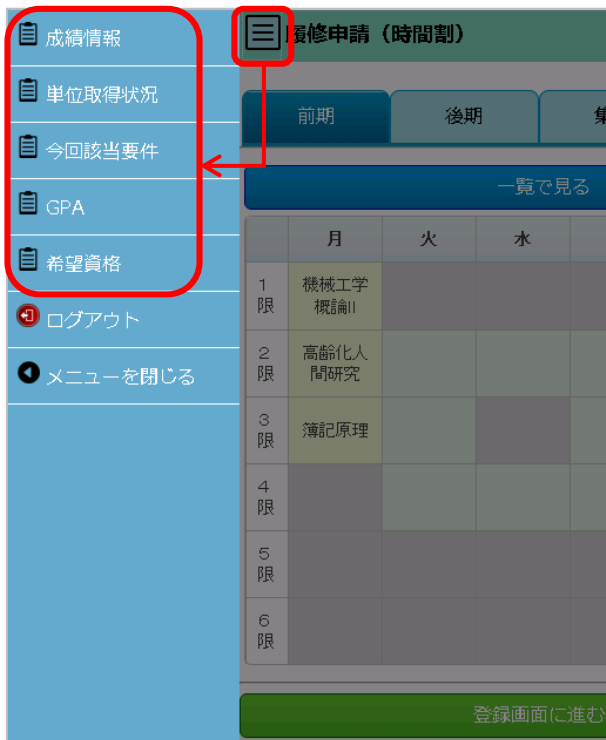 成績情報
単位取得状況
今回該当要件
GPA
希望資格
ログアウト
メニューを閉じる
履修申請（時間割）
前期
後期
集
一覧で見る
月
火
水
1
限
機械工学
概論II
2
限
高齢化人
間研究
3
限
簿記原理
4
限
5
限
6
限
登録画面に進む